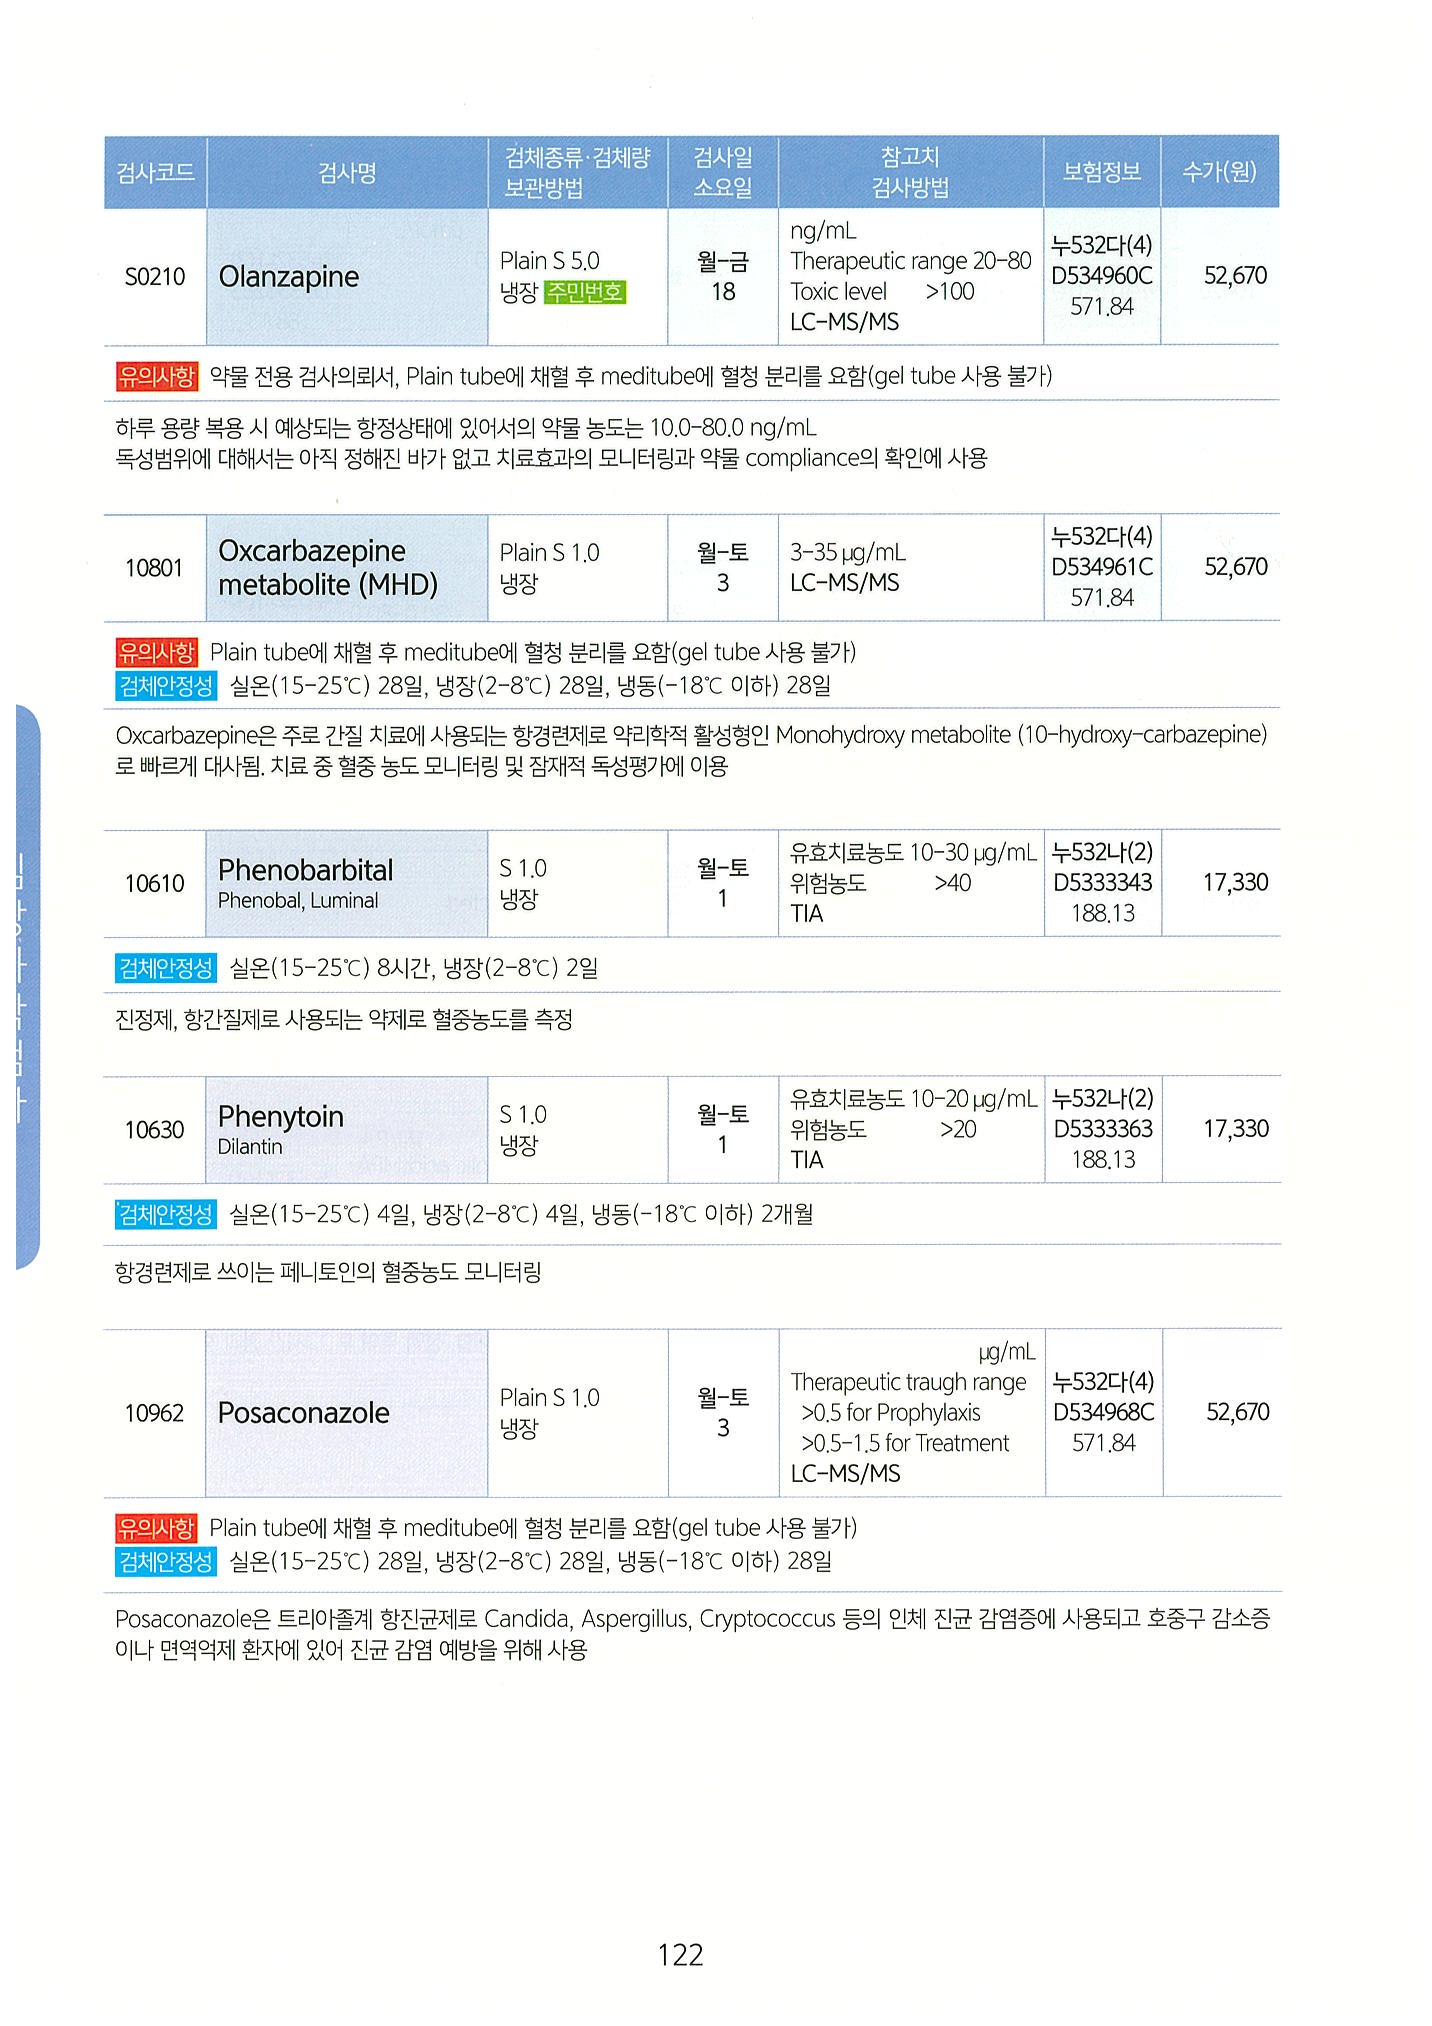 검사코드 검사명 검체종류·검체량 보관방법 검사일 소요일 참고치 검사방법 보험정보 수가(원)
S0210
Olanzapine
Plain S 5.0
냉장 주민번호
월-금
18
ng/mL
Therapeutic range 20-80
Toxic level >100
LC-MS/MS
누532다(4)
D534960C
571.84
52,670
유의사항 약물 전용 검사의뢰서, Plain tube에 채혈 후 meditube에 혈청 분리를 요함(gel tube 사용 불가)
하루 용량 복용 시 예상되는 항정상태에 있어서의 약물 농도는 10.0-80.0 ng/mL
독성범위에 대해서는 아직 정해진 바가 없고 치료효과의 모니터링과 약물 compliance의 확인에 사용
10801
Oxcarbazepine
metabolite (MHD)
Plain S 1.0
냉장
월-토
3
3-35 µg/mL
LC-MS/MS
누532다(4)
D534961C
571.84
52,670
유의사항 Plain tube에 채혈 후 meditube에 혈청 분리를 요함(gel tube 사용 불가)
검체안정성 실온(15-25℃) 28일, 냉장(2-8℃) 28일, 냉동(-18℃ 이하) 28일
Oxcarbazepine은 주로 간질 치료에 사용되는 항경련제로 약리학적 활성형인 Monohydroxy metabolite (10-hydroxy-carbazepine)
로 빠르게 대사됨. 치료 중 혈중 농도 모니터링 및 잠재적 독성평가에 이용
10610
Phenobarbital
Phenobal, Luminal
S 1.0
냉장
월-토
1
유효치료농도 10-30 µg/mL
위험농도 >40
TIA
누532나(2)
D5333343
188.13
17,330
검체안정성 실온(15-25℃) 8시간, 냉장(2-8℃) 2일
진정제, 항간질제로 사용되는 약제로 혈중농도를 측정
10630
Phenytoin
Dilantin
S 1.0
냉장
월-토
1
유효치료농도 10-20 µg/mL
위험농도 >20
TIA
누532나(2)
D5333363
188.13
17,330
검체안정성 실온(15-25℃) 4일, 냉장(2-8℃) 4일, 냉동(-18℃ 이하) 2개월
항경련제로 쓰이는 페니토인의 혈중농도 모니터링
10962
Posaconazole
Plain S 1.0
냉장
월-토
3
µg/mL
Therapeutic traugh range
>0.5 for Prophylaxis
>0.5-1.5 for Treatment
LC-MS/MS
누532다(4)
D534968C
571.84
52,670
유의사항 Plain tube에 채혈 후 meditube에 혈청 분리를 요함(gel tube 사용 불가)
검체안정성 실온(15-25℃) 28일, 냉장(2-8℃) 28일, 냉동(-18℃ 이하) 28일
Posaconazole은 트리아졸계 항진균제로 Candida, Aspergillus, Cryptococcus 등의 인체 진균 감염증에 사용되고 호중구 감소증
이나 면역억제 환자에 있어 진균 감염 예방을 위해 사용
122